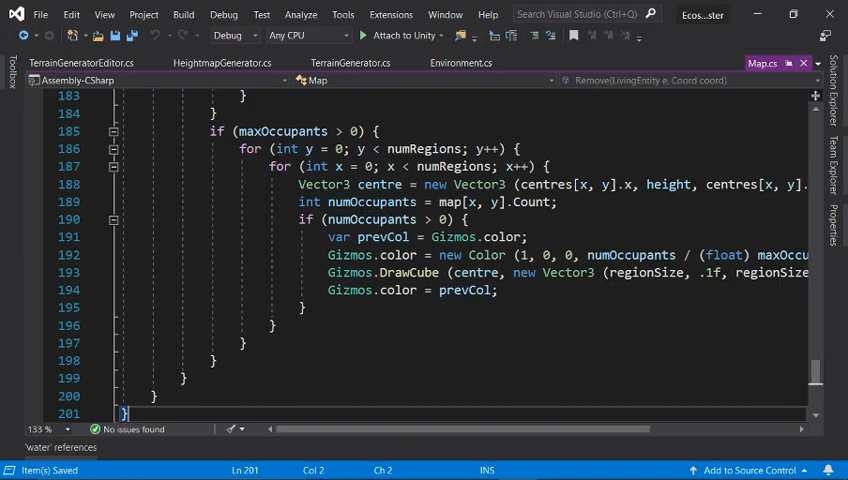 File Edit View Git Project Build Debug Test Analyze Tools Extensions Window Help Search Visual Studio (Ctrl+Q) Ecos...ster
Debug Any CPU Attach to Unity
TerrainGeneratorEditor.cs HeightmapGenerator.cs TerrainGenerator.cs Environment.cs Map.cs
Assembly-CSharp Map Remove(LivingEntity e, Coord coord)
183 }
184 }
185 if (maxOccupants > 0) {
186 for (int y = 0; y < numRegions; y++) {
187 for (int x = 0; x < numRegions; x++) {
188 Vector3 centre = new Vector3 (centres[x, y].x, height, centres[x, y].
189 int numOccupants = map[x, y].Count;
190 if (numOccupants > 0) {
191 var prevCol = Gizmos.color;
192 Gizmos.color = new Color (1, 0, 0, numOccupants / (float) maxOccu
193 Gizmos.DrawCube (centre, new Vector3 (regionSize, .1f, regionSize
194 Gizmos.color = prevCol;
195 }
196 }
197 }
198 }
199 }
200 }
201 }
133 % No issues found
'water' references
Item(s) Saved Ln 201 Col 2 Ch 2 INS Add to Source Control
Toolbox
Solution Explorer
Team Explorer
Properties